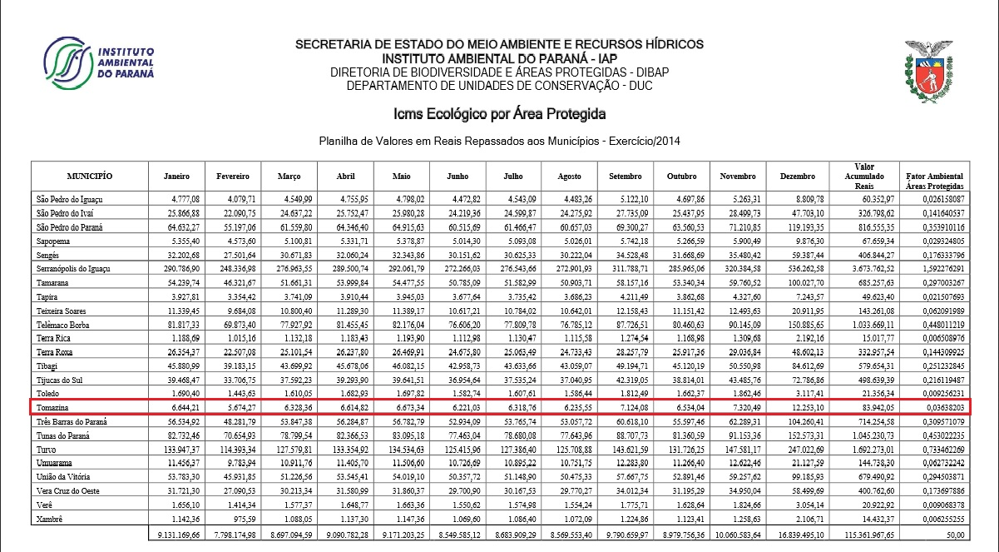 INSTITUTO
AMBIENTAL
DO PARANÁ
SECRETARIA DE ESTADO DO MEIO AMBIENTE E RECURSOS HÍDRICOS
INSTITUTO AMBIENTAL DO PARANÁ - IAP
DIRETORIA DE BIODIVERSIDADE E ÁREAS PROTEGIDAS - DIBAP
DEPARTAMENTO DE UNIDADES DE CONSERVAÇÃO - DUC
Icms Ecológico por Área Protegida
Planilha de Valores em Reais Repassados aos Municípios - Exercício/2014
MUNICIPÍO Janeiro Fevereiro Março Abril Maio Junho Julho Agosto Setembro Outubro Novembro Dezembro Valor Acumulado Reais Fator Ambiental Áreas Protegidas
São Pedro do Iguaçu 4.777,08 4.079,71 4.549,99 4.755,95 4.798,02 4.472,82 4.543,09 4.483,26 5.122,10 4.697,86 5.263,31 8.809,78 60.352,97 0,026158087
São Pedro do Ivaí 25.866,88 22.090,75 24.637,22 25.752,47 25.980,28 24.219,36 24.599,87 24.275,92 27.735,09 25.437,95 28.499,73 47.703,10 326.798,62 0,141640537
São Pedro do Paraná 64.632,27 55.197,06 61.559,80 64.346,40 64.915,63 60.515,69 61.466,47 60.657,03 69.300,27 63.560,53 71.210,85 119.193,35 816.555,35 0,353910116
Sapopema 5.355,40 4.573,60 5.100,81 5.331,71 5.378,87 5.014,30 5.093,08 5.026,01 5.742,18 5.266,59 5.900,49 9.876,30 67.659,34 0,029324805
Sengés 32.202,68 27.501,64 30.671,83 32.060,24 32.343,86 30.151,62 30.625,33 30.222,04 34.528,48 31.668,69 35.480,42 59.387,44 406.844,27 0,176333796
Serranópolis do Iguaçu 290.786,90 248.336,98 276.963,55 289.500,74 292.061,79 272.266,03 276.543,66 272.901,93 311.788,71 285.965,04 320.384,58 536.262,58 3.673.762,52 1,592276291
Tamarana 54.239,74 46.321,67 51.661,31 53.999,84 54.477,55 50.785,09 51.582,99 50.903,71 58.157,16 53.340,34 59.760,52 100.027,70 685.257,63 0,297003267
Tapira 3.927,81 3.354,42 3.741,09 3.910,44 3.945,03 3.677,64 3.735,42 3.686,23 4.211,49 3.862,68 4.327,60 7.243,57 49.623,40 0,021507693
Teixeira Soares 11.339,45 9.684,08 10.800,40 11.289,30 11.389,17 10.617,21 10.784,02 10.642,01 12.158,43 11.151,42 12.493,63 20.911,95 143.261,08 0,062091989
Telêmaco Borba 81.817,33 69.873,40 77.927,92 81.455,45 82.176,04 76.606,20 77.809,78 76.785,12 87.726,51 80.460,63 90.145,09 150.885,65 1.033.669,11 0,448011219
Terra Rica 1.188,69 1.015,16 1.132,18 1.183,43 1.193,90 1.112,98 1.130,47 1.115,58 1.274,54 1.168,98 1.309,68 2.192,16 15.017,77 0,006508976
Terra Roxa 26.354,37 22.507,08 25.101,54 26.237,80 26.469,91 24.675,80 25.063,49 24.733,43 28.257,79 25.917,36 29.036,84 48.602,13 332.957,54 0,144309925
Tibagi 45.880,99 39.183,15 43.699,92 45.678,06 46.082,15 42.958,73 43.633,66 43.059,07 49.194,71 45.120,19 50.550,98 84.612,69 579.654,31 0,251232845
Tijucas do Sul 39.468,47 33.706,75 37.592,23 39.293,90 39.641,51 36.954,64 37.535,24 37.040,95 42.319,05 38.814,01 43.485,76 72.786,86 498.639,39 0,216119487
Toledo 1.690,40 1.443,63 1.610,05 1.682,93 1.697,82 1.582,74 1.607,61 1.586,44 1.812,49 1.662,37 1.862,46 3.117,41 21.356,34 0,009256231
Tomazina 6.644,21 5.674,27 6.328,36 6.614,82 6.673,34 6.221,03 6.318,76 6.235,55 7.124,08 6.534,04 7.320,49 12.253,10 83.942,05 0,03638203
Três Barras do Paraná 56.534,92 48.281,79 53.847,38 56.284,87 56.782,79 52.934,09 53.765,74 53.057,72 60.618,10 55.597,46 62.289,31 104.260,41 714.254,58 0,309571079
Tunas do Paraná 82.732,46 70.654,93 78.799,54 82.366,53 83.095,18 77.463,04 78.680,08 77.643,96 88.707,73 81.360,59 91.153,36 152.573,31 1.045.230,73 0,453022235
Turvo 133.947,37 114.393,34 127.579,81 133.354,92 134.534,63 125.415,96 127.386,40 125.708,88 143.621,59 131.726,25 147.581,17 247.022,69 1.692.273,01 0,733462269
Umuarama 11.456,37 9.783,94 10.911,76 11.405,70 11.506,60 10.726,69 10.895,22 10.751,75 12.283,80 11.266,40 12.622,46 21.127,59 144.738,30 0,062732242
União da Vitória 53.783,30 45.931,85 51.226,56 53.545,41 54.019,10 50.357,72 51.148,90 50.475,33 57.667,75 52.891,46 59.257,62 99.185,93 679.490,92 0,294503871
Vera Cruz do Oeste 31.721,30 27.090,53 30.213,34 31.580,99 31.860,37 29.700,90 30.167,53 29.770,27 34.012,34 31.195,29 34.950,04 58.499,69 400.762,60 0,173697886
Verê 1.656,10 1.414,34 1.577,37 1.648,77 1.663,36 1.550,62 1.574,98 1.554,24 1.775,71 1.628,64 1.824,66 3.054,14 20.922,92 0,009068378
Xambrê 1.142,36 975,59 1.088,05 1.137,30 1.147,36 1.069,60 1.086,40 1.072,09 1.224,86 1.123,41 1.258,63 2.106,71 14.432,37 0,006255255
9.131.169,66 7.798.174,98 8.697.094,59 9.090.782,28 9.171.203,25 8.549.585,12 8.683.909,29 8.569.553,40 9.790.659,97 8.979.756,36 10.060.583,64 16.839.495,10 115.361.967,65 50,00